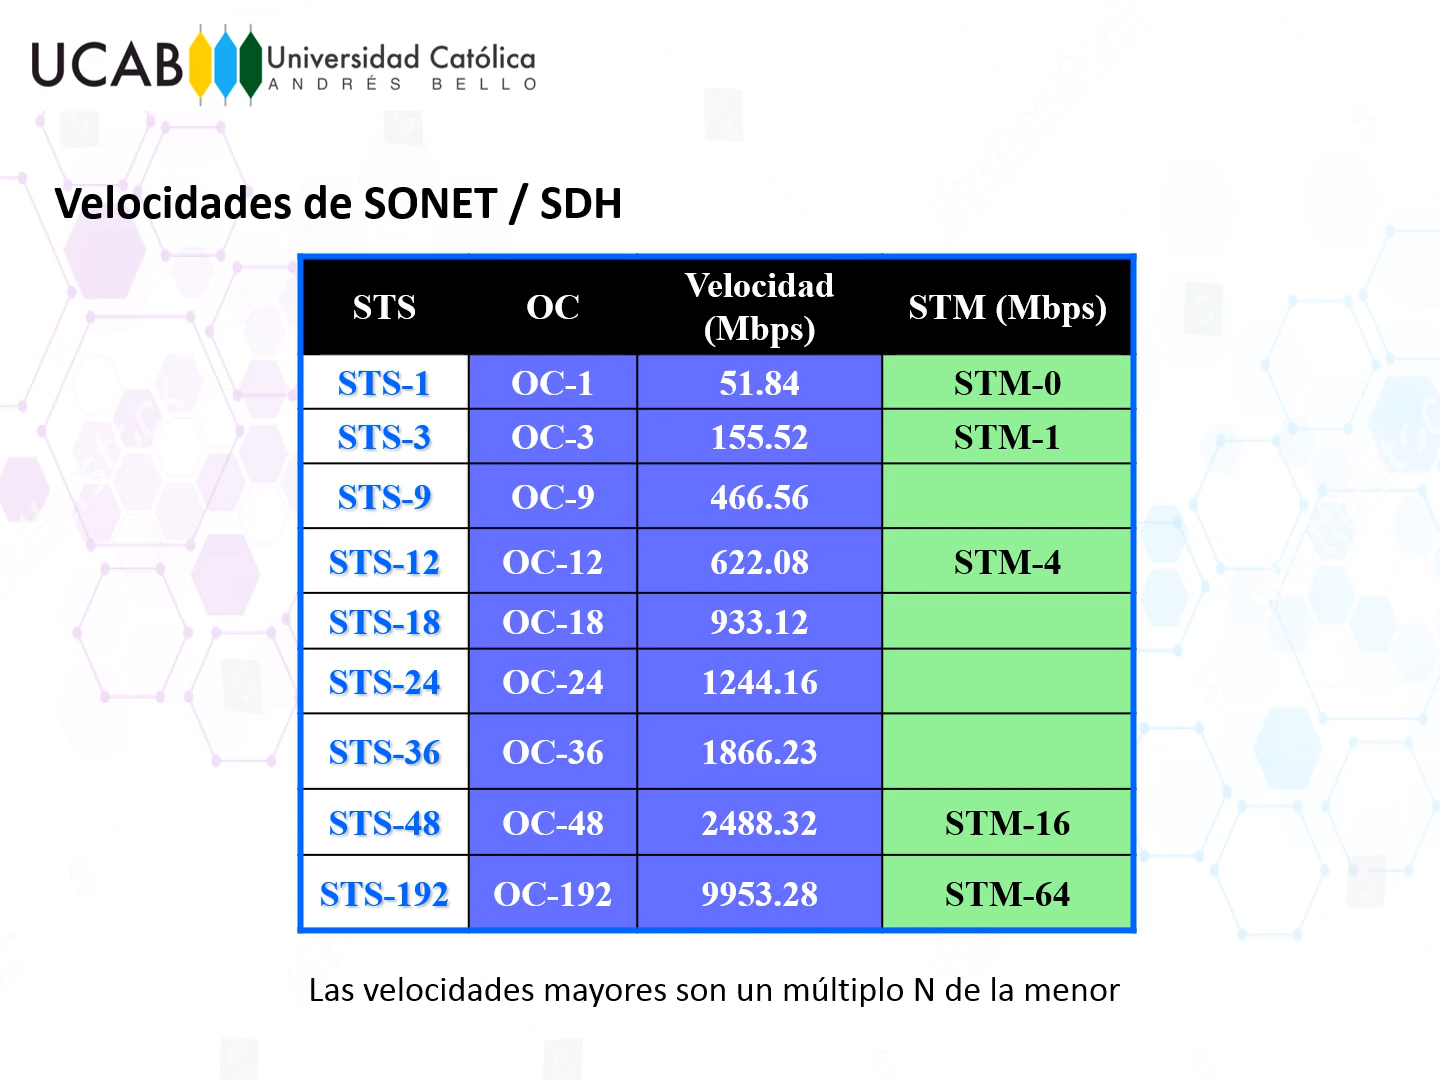 UCAB Universidad Católica
ANDRÉS BELLO
Velocidades de SONET / SDH
STS OC Velocidad (Mbps) STM (Mbps)
STS-1 OC-1 51.84 STM-0
STS-3 OC-3 155.52 STM-1
STS-9 OC-9 466.56
STS-12 OC-12 622.08 STM-4
STS-18 OC-18 933.12
STS-24 OC-24 1244.16
STS-36 OC-36 1866.23
STS-48 OC-48 2488.32 STM-16
STS-192 OC-192 9953.28 STM-64
Las velocidades mayores son un múltiplo N de la menor